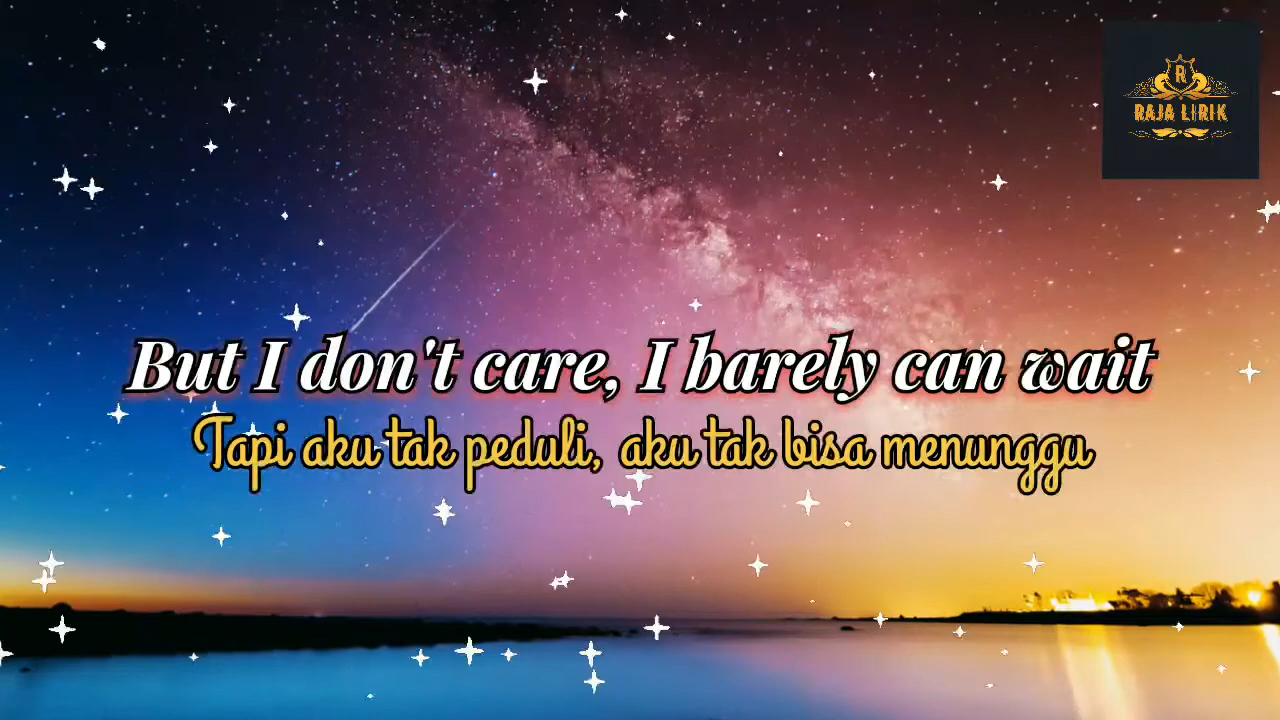 R
RAJA LIRIK
But I don't care, I barely can wait
Tapi aku tak peduli, aku tak bisa menunggu